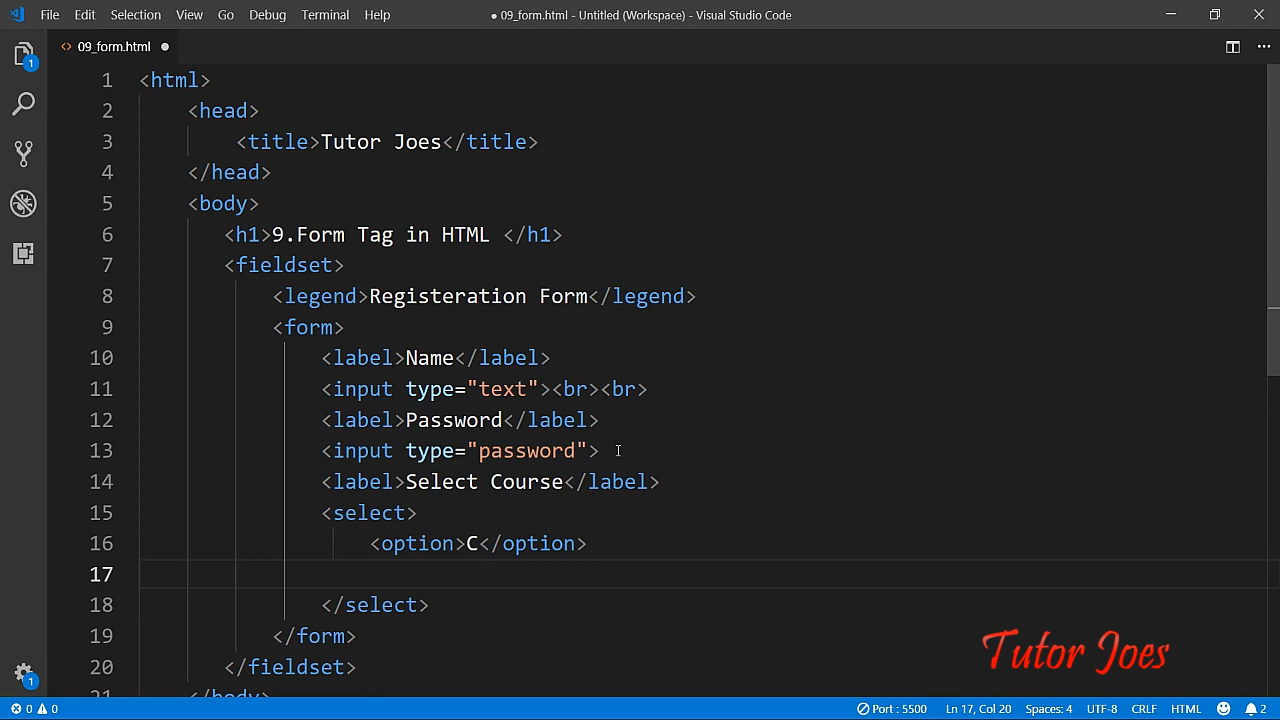 File Edit Selection View Go Debug Terminal Help
● 09_form.html - Untitled (Workspace) - Visual Studio Code
<> 09_form.html ●
1 <html>
2 <head>
3 <title>Tutor Joes</title>
4 </head>
5 <body>
6 <h1>9.Form Tag in HTML </h1>
7 <fieldset>
8 <legend>Registeration Form</legend>
9 <form>
10 <label>Name</label>
11 <input type="text"><br><br>
12 <label>Password</label>
13 <input type="password">
14 <label>Select Course</label>
15 <select>
16 <option>C</option>
17
18 </select>
19 </form>
20 </fieldset>
21 </body>
1
1
Tutor Joes
0 0 Port : 5500 Ln 17, Col 20 Spaces: 4 UTF-8 CRLF HTML 2